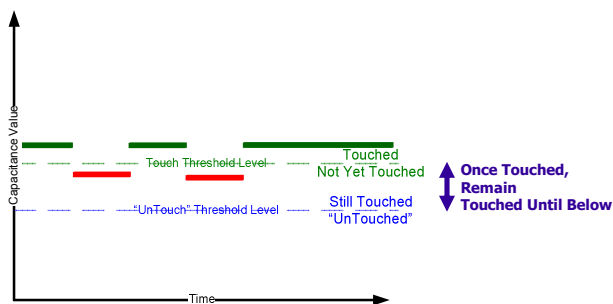 Capacitance Value
Touch Threshold Level
Touched
Not Yet Touched
Once Touched,
Remain
Touched Until Below
"UnTouch" Threshold Level
Still Touched
"UnTouched"
Time